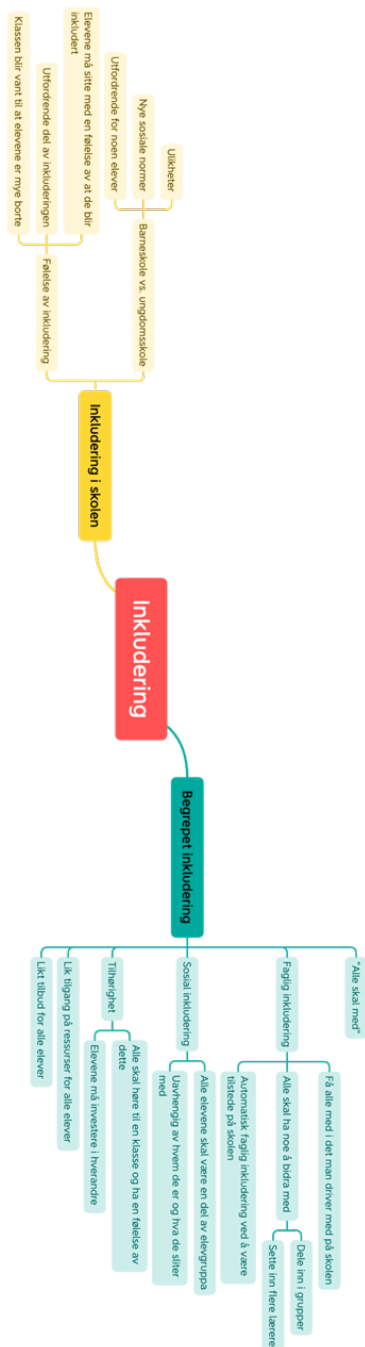 Inkludering
Begrepet inkludering
"Alle skal med"
Faglig inkludering
Få alle med i det man driver med på skolen
Alle skal ha noe å bidra med
Dele inn i grupper
Sette inn flere lærere
Automatisk faglig inkludering ved å være
tilstede på skolen
Sosial inkludering
Alle elevene skal være en del av elevgruppa
Uavhengig av hvem de er og hva de sliter
med
Tilhørighet
Alle skal høre til en klasse og ha en følelse av
dette
Elevene må investere i hverandre
Lik tilgang på ressurser for alle elever
Likt tilbud for alle elever
Inkludering i skolen
Barneskole vs. ungdomsskole
Ulikheter
Nye sosiale normer
Utfordrende for noen elever
Følelse av inkludering
Elevene må sitte med en følelse av at de blir
inkludert
Utfordrende del av inkluderingen
Klassen blir vant til at elevene er mye borte